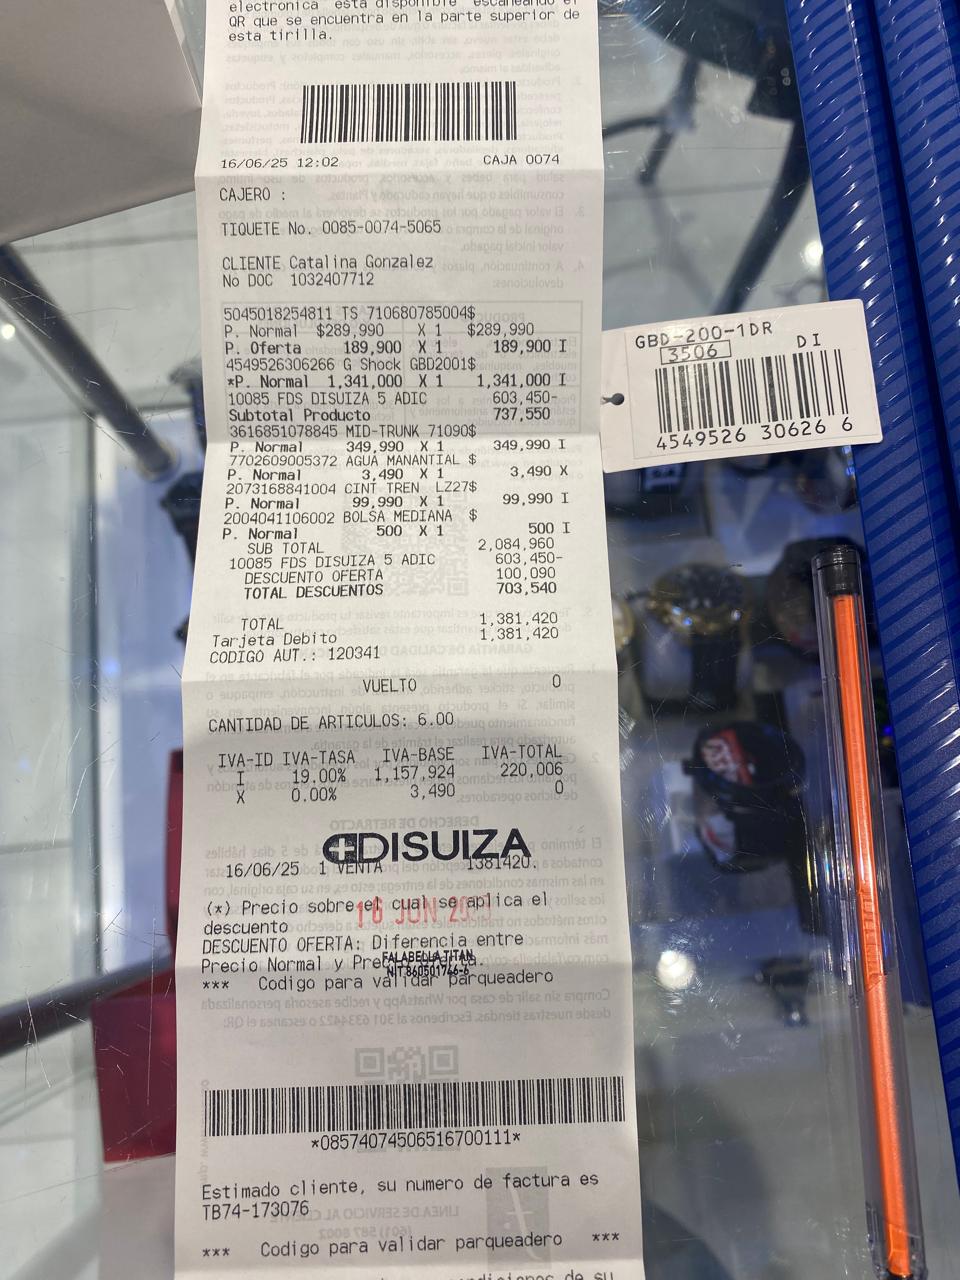 electronica esta disponible escaneando el
QR que se encuentra en la parte superior de
esta tirilla.
16/06/25 12:02 CAJA 0074
CAJERO :
TIQUETE No. 0085-0074-5065
CLIENTE Catalina Gonzalez
No DOC 1032407712
5045018254811 TS 710680785004$
P. Normal $289,990 X 1 $289,990
P. Oferta 189,900 X 1 189,900 I
4549526306266 G Shock GBD2001$
*P. Normal 1,341,000 X 1 1,341,000 I
10085 FDS DISUIZA 5 ADIC 603,450-
Subtotal Producto 737,550
3616851078845 MID-TRUNK 71090$
P. Normal 349,990 X 1 349,990 I
7702609005372 AGUA MANANTIAL $
P. Normal 3,490 X 1 3,490 X
2073168841004 CINT TREN LZ27$
P. Normal 99,990 X 1 99,990 I
2004041106002 BOLSA MEDIANA $
P. Normal 500 X 1 500 I
SUB TOTAL 2,084,960
10085 FDS DISUIZA 5 ADIC 603,450-
DESCUENTO OFERTA 100,090
TOTAL DESCUENTOS 703,540
TOTAL 1,381,420
Tarjeta Debito 1,381,420
CODIGO AUT.: 120341
VUELTO 0
CANTIDAD DE ARTICULOS: 6.00
IVA-ID IVA-TASA IVA-BASE IVA-TOTAL
I 19.00% 1,157,924 220,006
X 0.00% 3,490 0
DISUIZA
16/06/25 1 VENTA 1381420.
(*) Precio sobre el cual se aplica el
16 JUN
descuento
DESCUENTO OFERTA: Diferencia entre
Precio Normal y Precio
FALABELLA TITAN
NIT.860501746-6
*** Codigo para validar parqueadero
*08574074506516700111*
Estimado cliente, su numero de factura es
TB74-173076
*** Codigo para validar parqueadero ***
GBD-200-1DR
3506 DI
4549526 30626 6